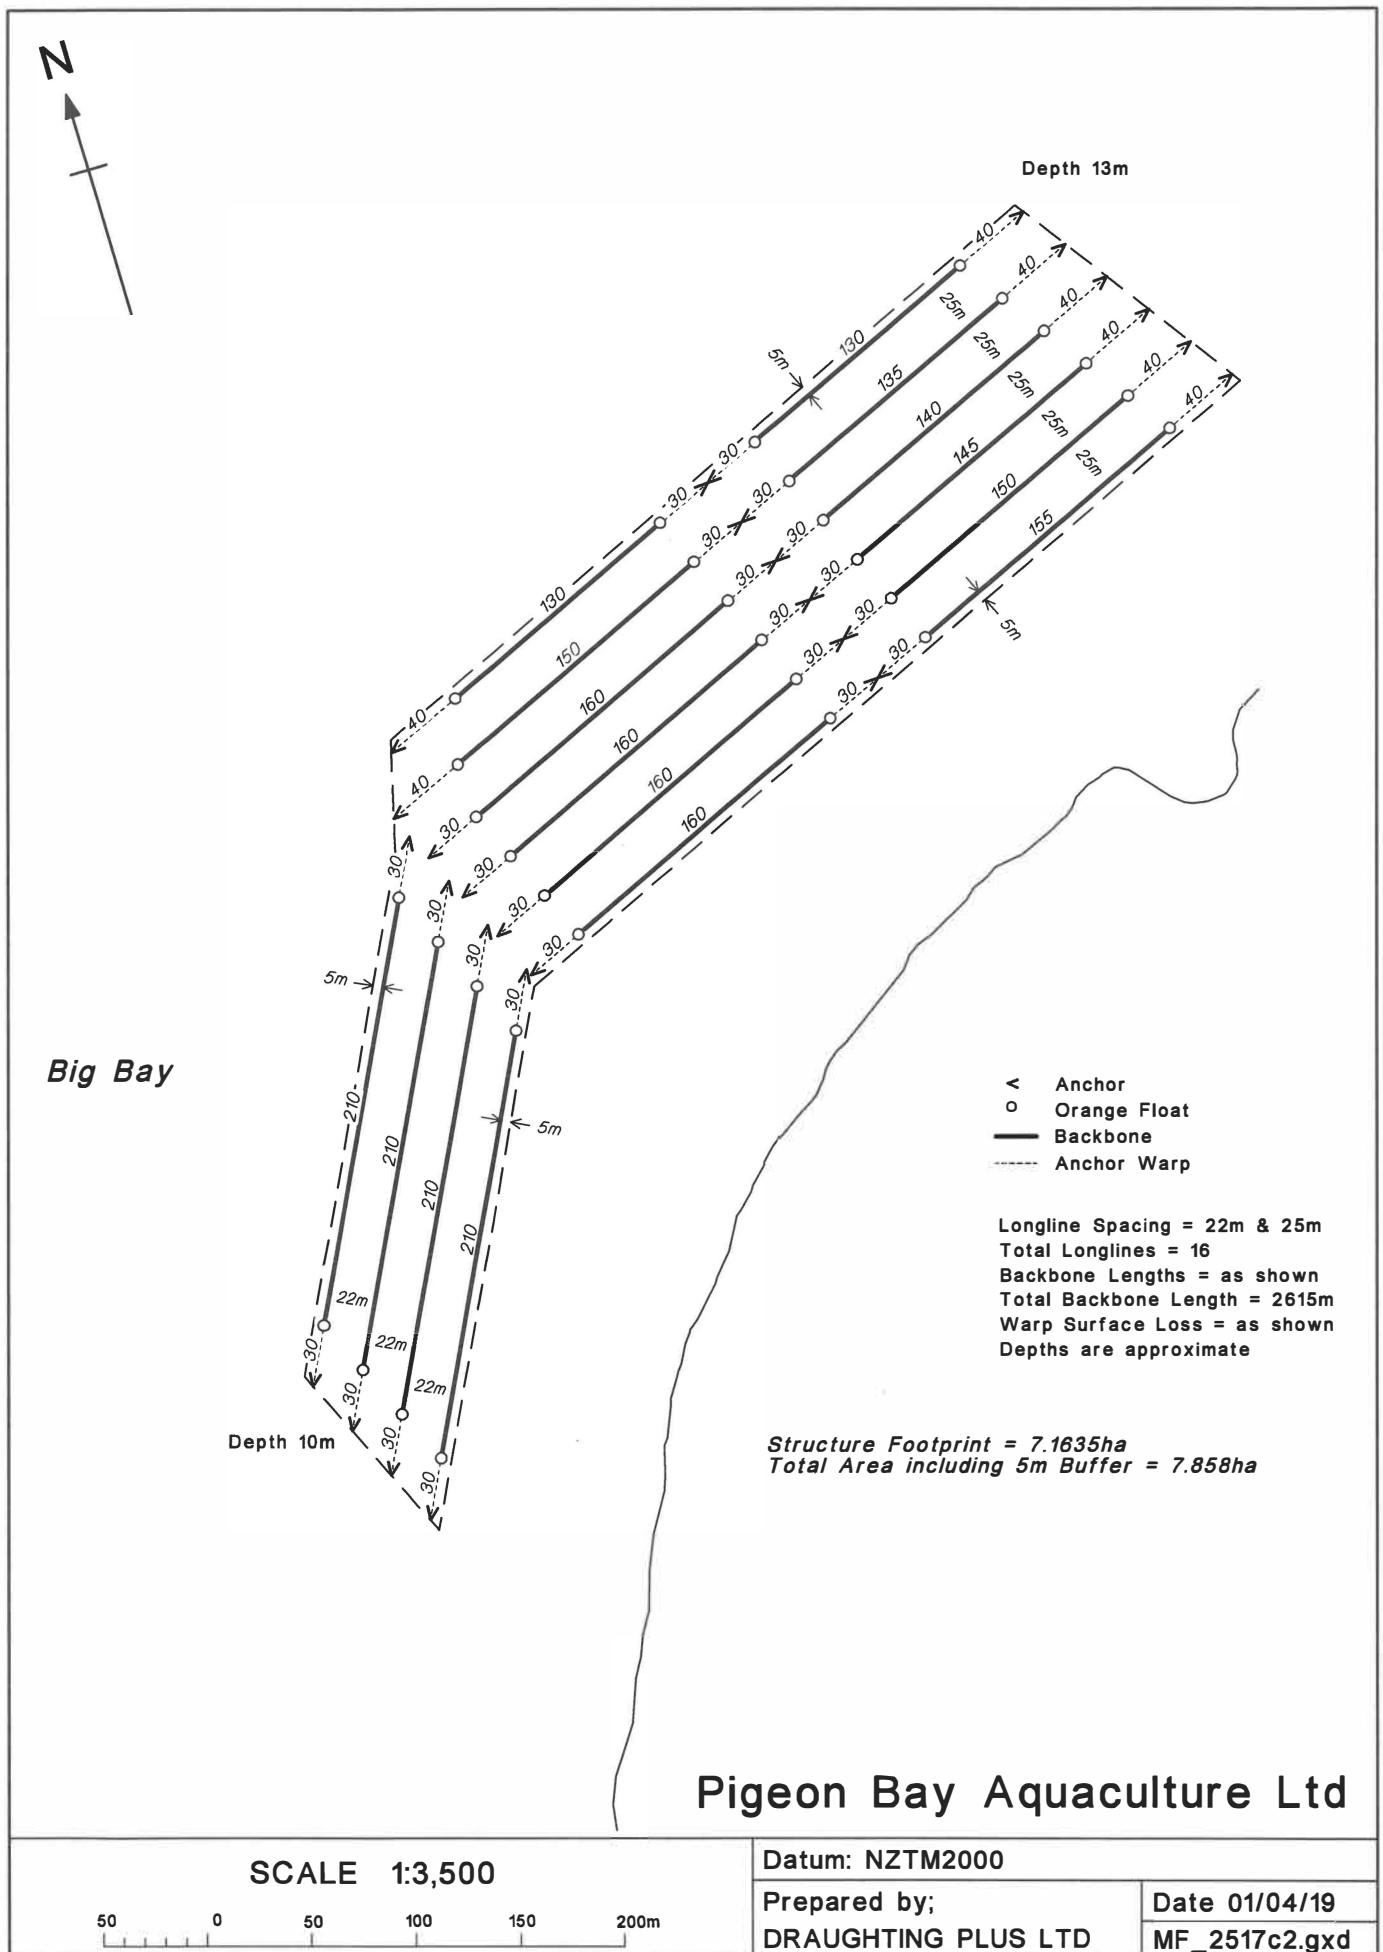 N
Depth 13m
40
40
40
40
40
40
25m
25m
25m
25m
25m
5m
130
135
140
145
150
155
5m
30
30
30
30
30
30
30
30
30
30
30
30
130
150
160
160
160
160
40
40
30
30
30
30
30
30
30
30
5m
5m
Big Bay
210
210
210
210
22m
22m
22m
30
30
30
30
Depth 10m
Anchor
Orange Float
Backbone
Anchor Warp
Longline Spacing = 22m & 25m
Total Longlines = 16
Backbone Lengths = as shown
Total Backbone Length = 2615m
Warp Surface Loss = as shown
Depths are approximate
Structure Footprint = 7.1635ha
Total Area including 5m Buffer = 7.858ha
Pigeon Bay Aquaculture Ltd
SCALE 1:3,500
50 0 50 100 150 200m
Datum: NZTM2000
Prepared by;
DRAUGHTING PLUS LTD
Date 01/04/19
MF_2517c2.gxd